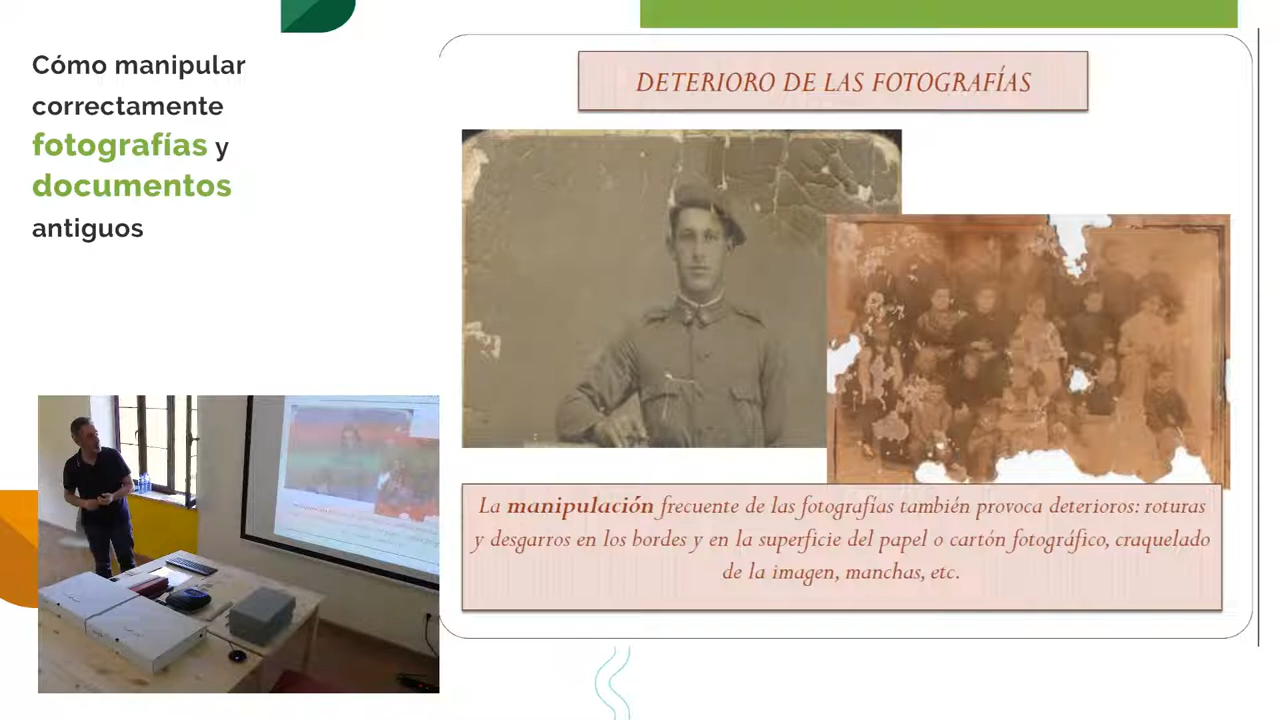 Cómo manipular
correctamente
fotografías y
documentos
antiguos
DETERIORO DE LAS FOTOGRAFÍAS
La manipulación frecuente de las fotografías también provoca deterioros: roturas
y desgarros en los bordes y en la superficie del papel o cartón fotográfico, craquelado
de la imagen, manchas, etc.